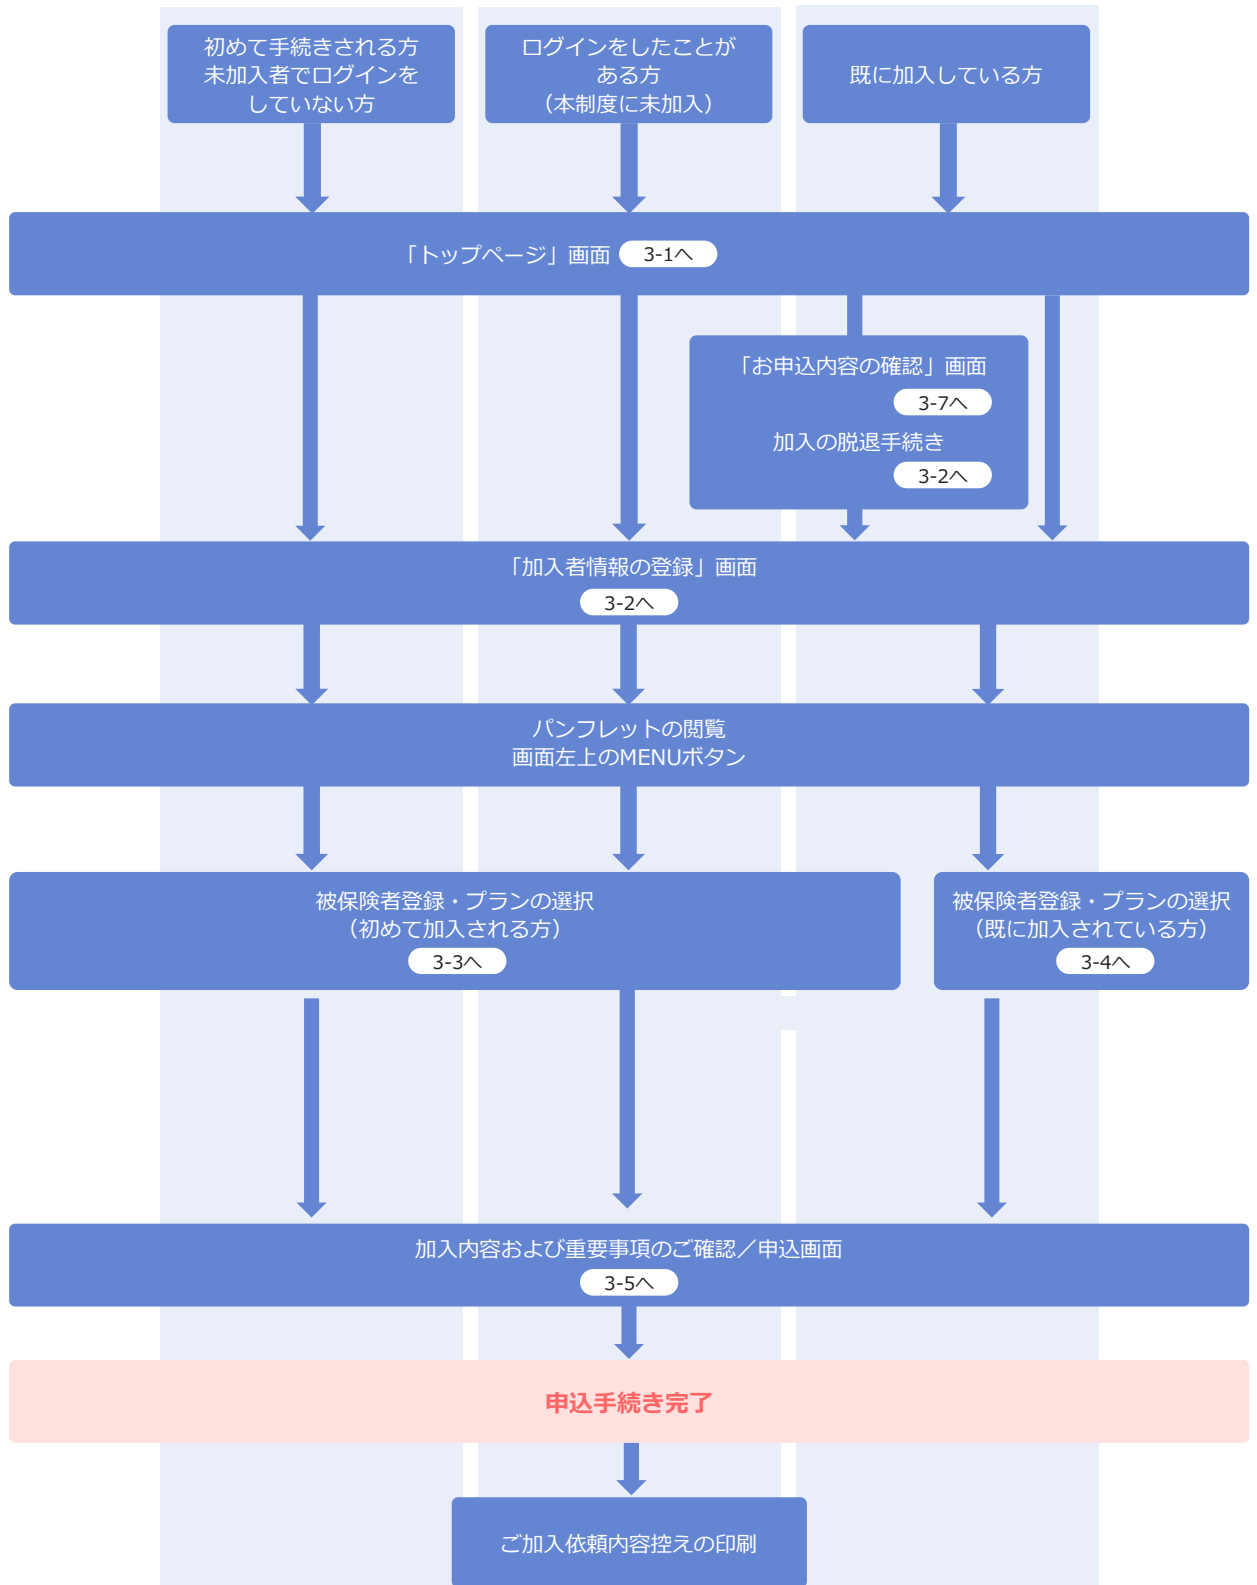 初めて手続きされる方
未加入者でログインを
していない方
ログインをしたことが
ある方
（本制度に未加入）
既に加入している方
「トップページ」画面 3-1へ
「お申込内容の確認」画面
3-7へ
加入の脱退手続き
3-2へ
「加入者情報の登録」画面
3-2へ
パンフレットの閲覧
画面左上のMENUボタン
被保険者登録・プランの選択
（初めて加入される方）
3-3へ
被保険者登録・プランの選択
（既に加入されている方）
3-4へ
加入内容および重要事項のご確認／申込画面
3-5へ
申込手続き完了
ご加入依頼内容控えの印刷